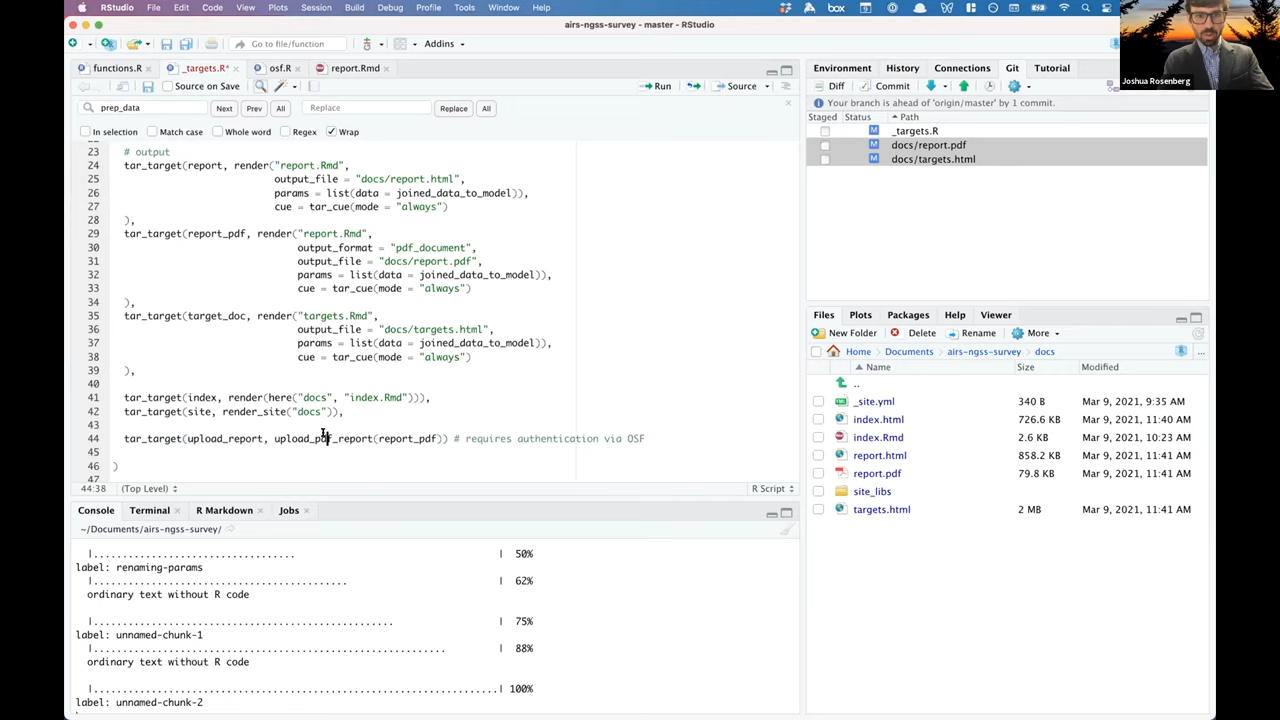 RStudio File Edit Code View Plots Session Build Debug Profile Tools Window Help
airs-ngss-survey - master - RStudio
Go to file/function Addins
functions.R _targets.R* osf.R report.Rmd
Source on Save Run Source
prep_data Next Prev All Replace Replace All
In selection Match case Whole word Regex Wrap
23 # output
24 tar_target(report, render("report.Rmd",
25 output_file = "docs/report.html",
26 params = list(data = joined_data_to_model)),
27 cue = tar_cue(mode = "always")
28 ),
29 tar_target(report_pdf, render("report.Rmd",
30 output_format = "pdf_document",
31 output_file = "docs/report.pdf",
32 params = list(data = joined_data_to_model)),
33 cue = tar_cue(mode = "always")
34 ),
35 tar_target(target_doc, render("targets.Rmd",
36 output_file = "docs/targets.html",
37 params = list(data = joined_data_to_model)),
38 cue = tar_cue(mode = "always")
39 ),
40
41 tar_target(index, render(here("docs", "index.Rmd"))),
42 tar_target(site, render_site("docs")),
43
44 tar_target(upload_report, upload_pdf_report(report_pdf)) # requires authentication via OSF
45
46 )
47
44:38 (Top Level) R Script
Console Terminal R Markdown Jobs
~/Documents/airs-ngss-survey/
|............................... | 50%
label: renaming-params
|....................................... | 62%
ordinary text without R code
|.............................................. | 75%
label: unnamed-chunk-1
|...................................................... | 88%
ordinary text without R code
|..............................................................| 100%
label: unnamed-chunk-2
Environment History Connections Git Tutorial
Diff Commit
Your branch is ahead of 'origin/master' by 1 commit.
Staged Status Path
M _targets.R
M docs/report.pdf
M docs/targets.html
Files Plots Packages Help Viewer
New Folder Delete Rename More
Home Documents airs-ngss-survey docs ...
Name Size Modified
..
_site.yml 340 B Mar 9, 2021, 9:35 AM
index.html 726.6 KB Mar 9, 2021, 11:40 AM
index.Rmd 2.6 KB Mar 9, 2021, 10:23 AM
report.html 858.2 KB Mar 9, 2021, 11:41 AM
report.pdf 79.8 KB Mar 9, 2021, 11:41 AM
site_libs
targets.html 2 MB Mar 9, 2021, 11:41 AM
box
Joshua Rosenberg